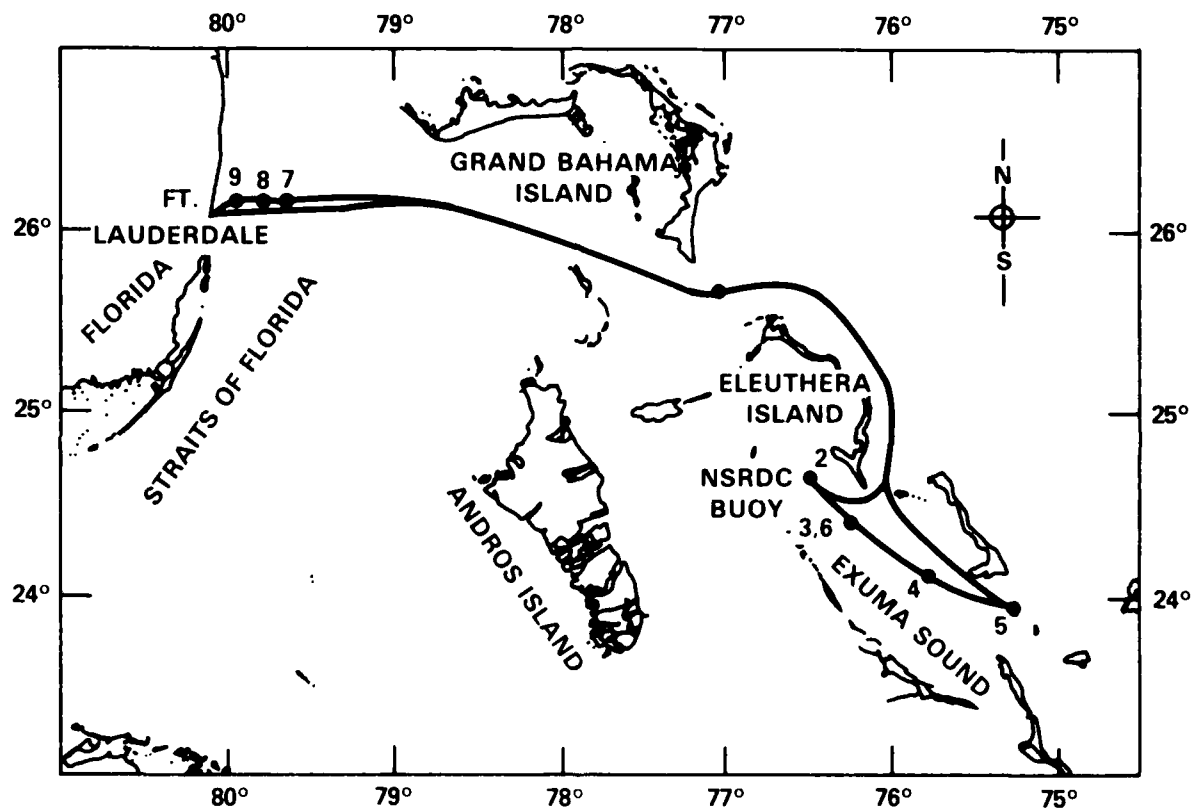 80° 79° 78° 77° 76° 75°
N
S
GRAND BAHAMA
ISLAND
9 8 7
FT.
LAUDERDALE
26° 26°
FLORIDA
STRAITS OF FLORIDA
25° 25°
ELEUTHERA
ISLAND
2
NSRDC
BUOY
3,6
4
5
ANDROS ISLAND
EXUMA SOUND
24° 24°
80° 79° 78° 77° 76° 75°